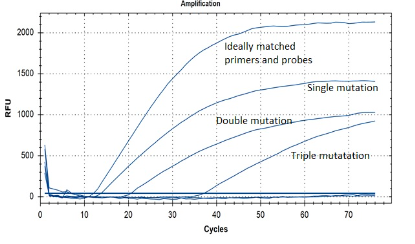 Amplification
2000
Ideally matched
primers and probes
1500
Single mutation
1000
Double mutation
RFU
500
Triple mutatation
0
0 10 20 30 40 50 60 70
Cycles